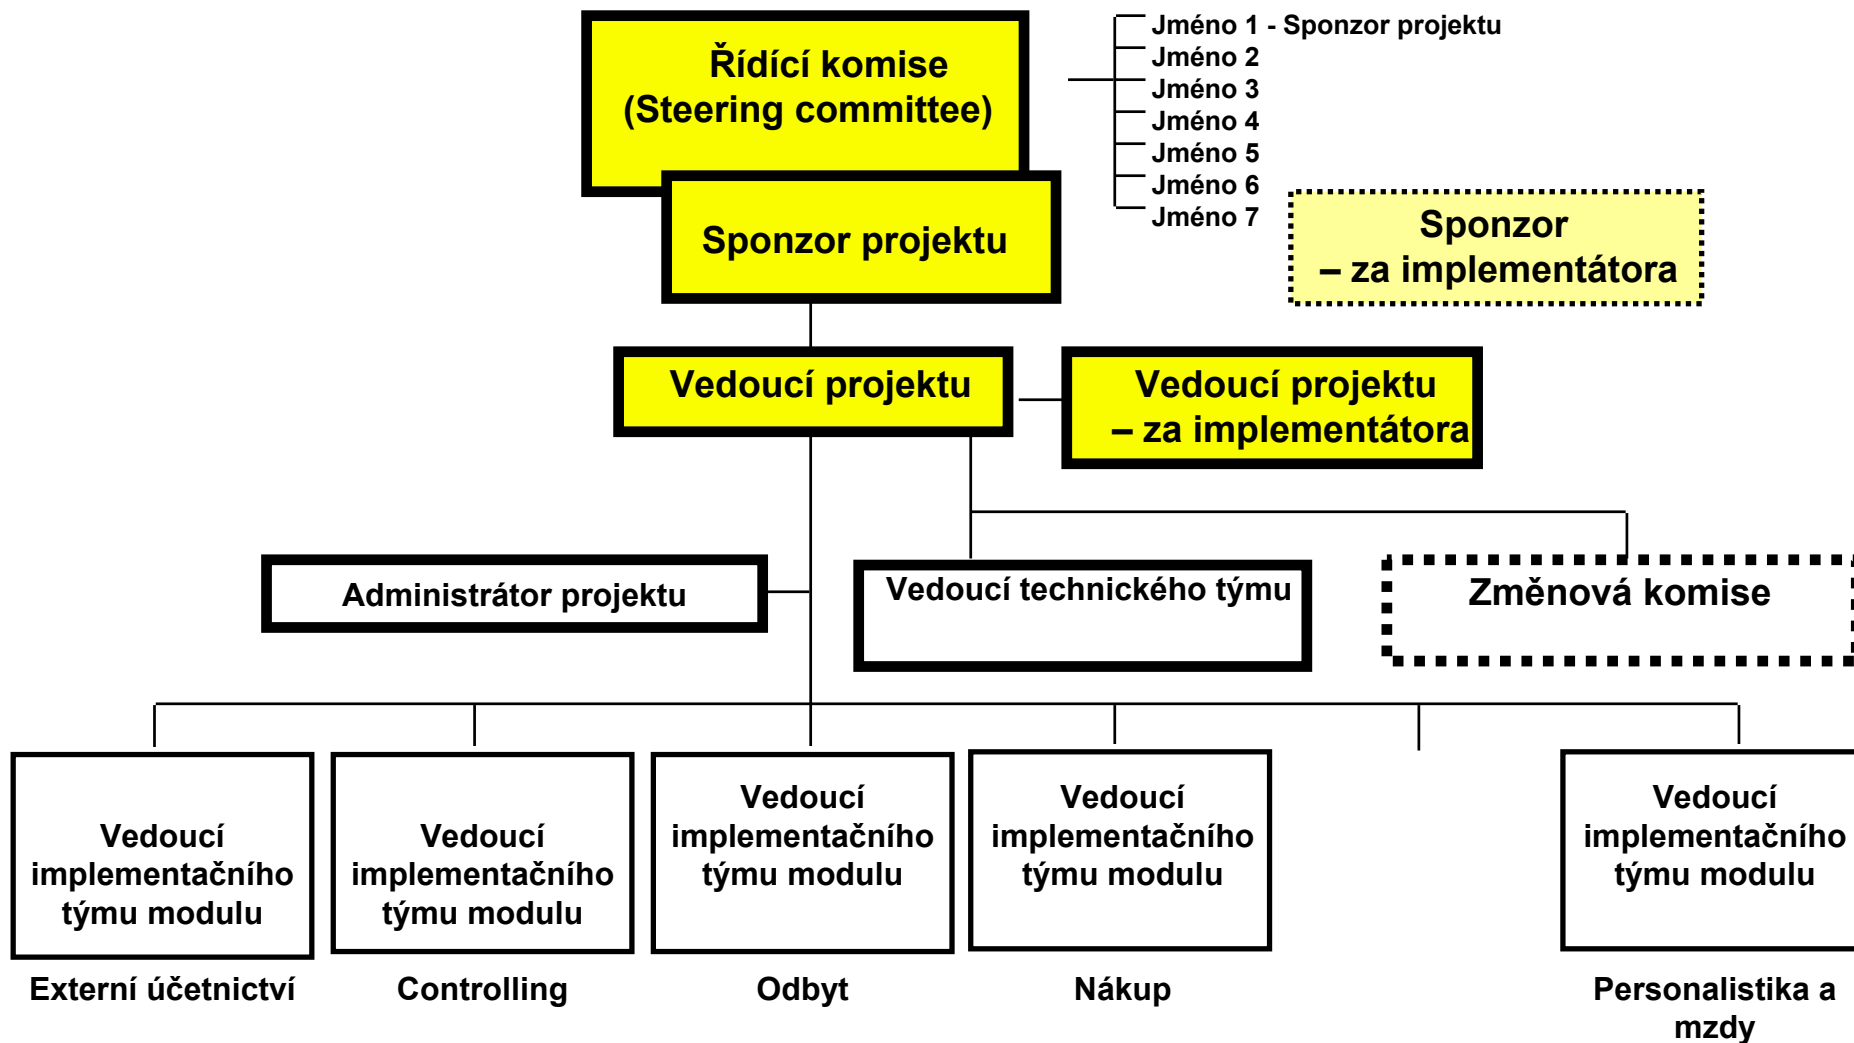 Řídící komise
(Steering committee)
Jméno 1 - Sponzor projektu
Jméno 2
Jméno 3
Jméno 4
Jméno 5
Jméno 6
Jméno 7
Sponzor projektu
Sponzor
– za implementátora
Vedoucí projektu
Vedoucí projektu
– za implementátora
Administrátor projektu
Vedoucí technického týmu
Změnová komise
Vedoucí
implementačního
týmu modulu
Vedoucí
implementačního
týmu modulu
Vedoucí
implementačního
týmu modulu
Vedoucí
implementačního
týmu modulu
Vedoucí
implementačního
týmu modulu
Externí účetnictví
Controlling
Odbyt
Nákup
Personalistika a
mzdy